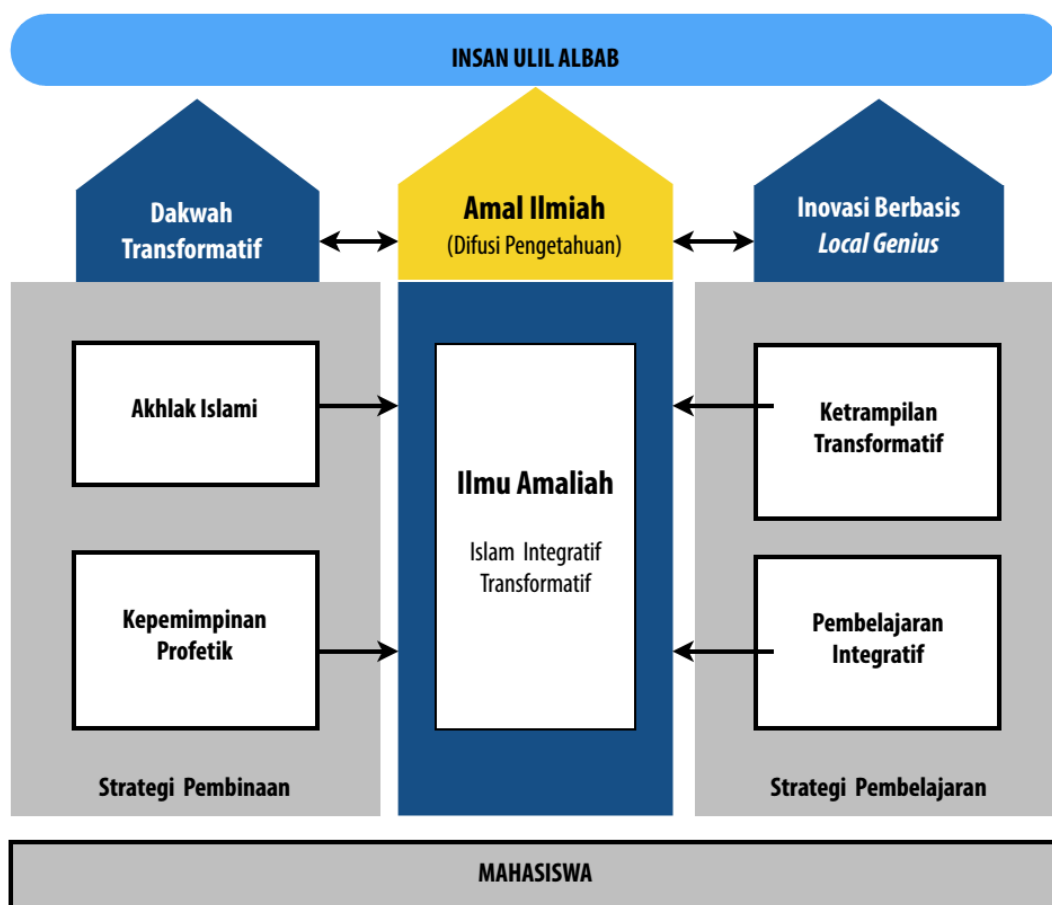 INSAN ULIL ALBAB
Dakwah
Transformatif
Amal Ilmiah
(Difusi Pengetahuan)
Inovasi Berbasis
Local Genius
Akhlak Islami
Kepemimpinan
Profetik
Strategi Pembinaan
Ilmu Amaliah
Islam Integratif
Transformatif
Ketrampilan
Transformatif
Pembelajaran
Integratif
Strategi Pembelajaran
MAHASISWA